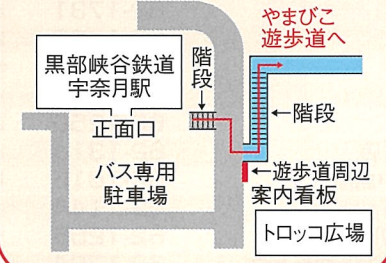 やまびこ
遊歩道へ
黒部峡谷鉄道
宇奈月駅
階段
正面口
階段
バス専用
駐車場
遊歩道周辺
案内看板
トロッコ広場